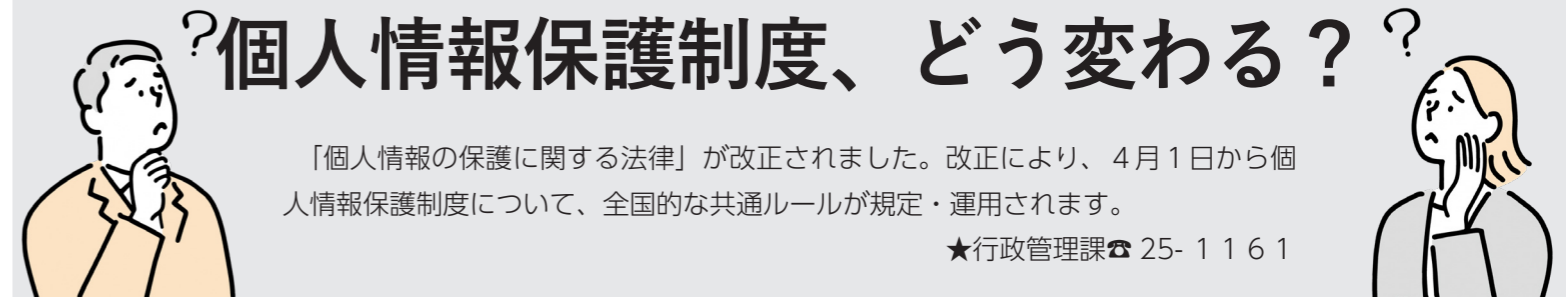 ?個人情報保護制度、どう変わる？?
「個人情報の保護に関する法律」が改正されました。改正により、４月１日から個
人情報保護制度について、全国的な共通ルールが規定・運用されます。
★行政管理課☎ 25- １１６１